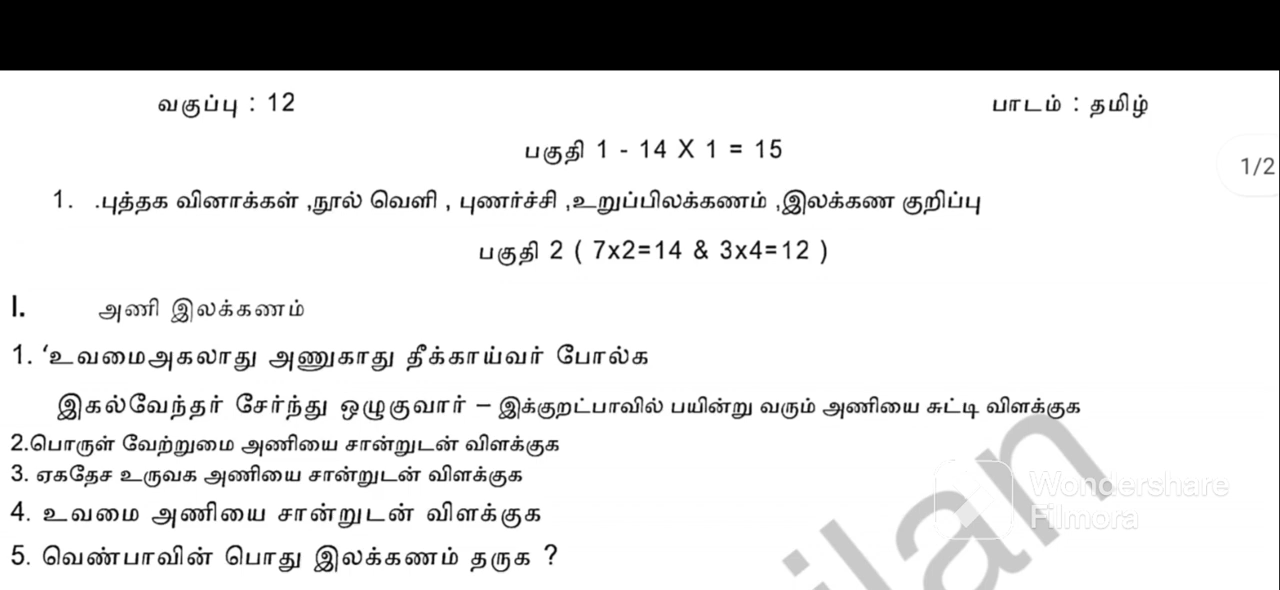 வகுப்பு : 12 பாடம் : தமிழ்
பகுதி 1 - 14 X 1 = 15
1/2
1. .புத்தக வினாக்கள் ,நூல் வெளி , புணர்ச்சி ,உறுப்பிலக்கணம் ,இலக்கண குறிப்பு
பகுதி 2 ( 7x2=14 & 3x4=12 )
I. அணி இலக்கணம்
1. ‘உவமைஅகலாது அணுகாது தீக்காய்வர் போல்க
இகல்வேந்தர் சேர்ந்து ஒழுகுவார் – இக்குறட்பாவில் பயின்று வரும் அணியை சுட்டி விளக்குக
2.பொருள் வேற்றுமை அணியை சான்றுடன் விளக்குக
3. ஏகதேச உருவக அணியை சான்றுடன் விளக்குக
4. உவமை அணியை சான்றுடன் விளக்குக
5. வெண்பாவின் பொது இலக்கணம் தருக ?
Wondershare
Filmora
ilan